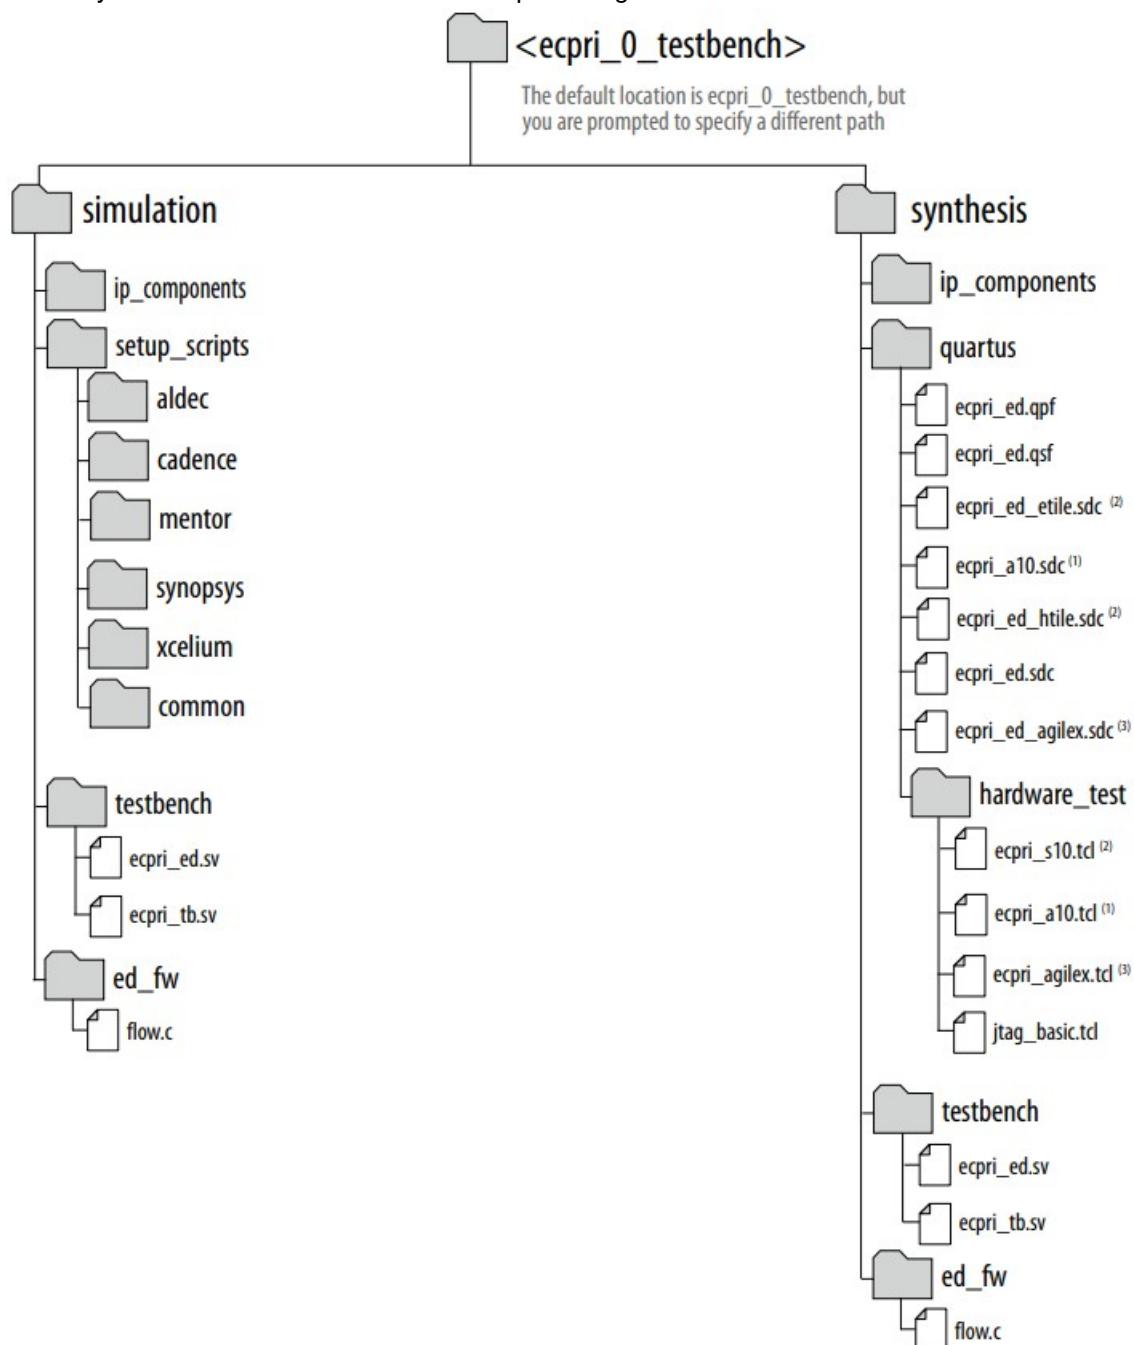 <ecpri_0_testbench>
The default location is ecpri_0_testbench, but
you are prompted to specify a different path
simulation
ip_components
setup_scripts
aldec
cadence
mentor
synopsys
xcelium
common
testbench
ecpri_ed.sv
ecpri_tb.sv
ed_fw
flow.c
synthesis
ip_components
quartus
ecpri_ed.qpf
ecpri_ed.qsf
ecpri_ed_etile.sdc (2)
ecpri_a10.sdc (1)
ecpri_ed_htile.sdc (2)
ecpri_ed.sdc
ecpri_ed_agilex.sdc (3)
hardware_test
ecpri_s10.tcl (2)
ecpri_a10.tcl (1)
ecpri_agilex.tcl (3)
jtag_basic.tcl
testbench
ecpri_ed.sv
ecpri_tb.sv
ed_fw
flow.c